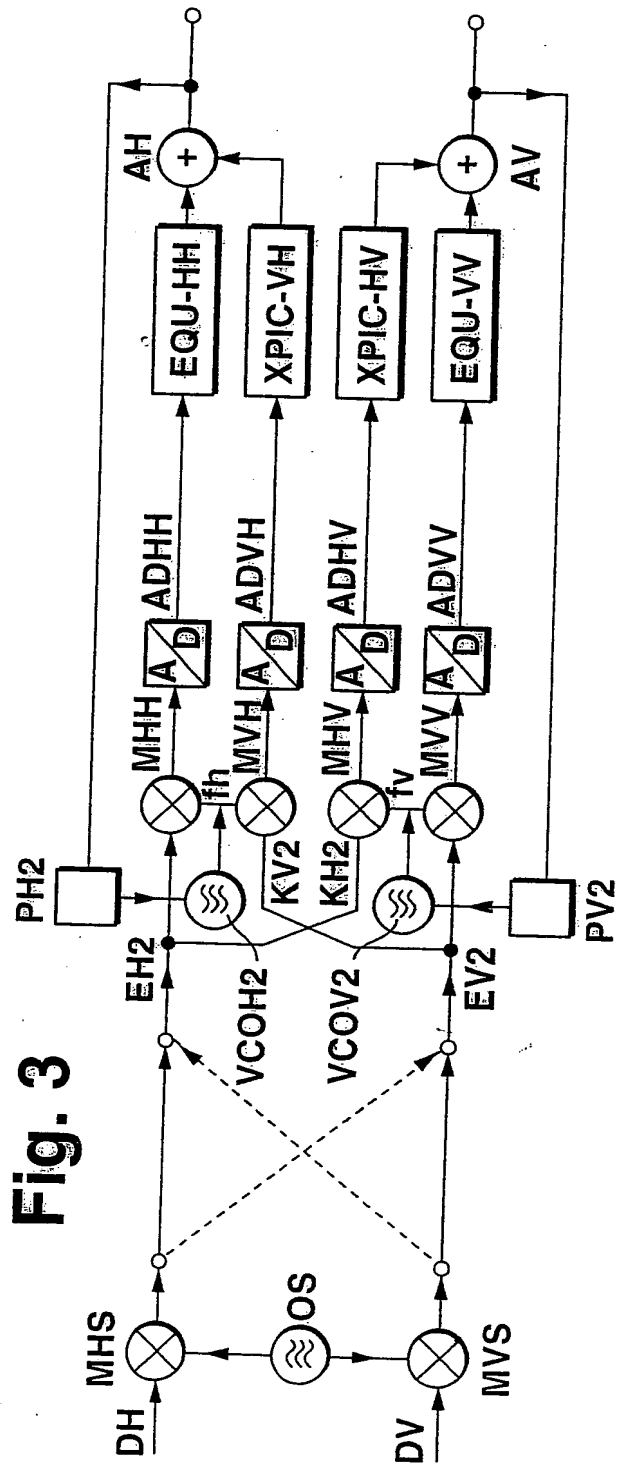 Fig. 3
DH
MHS
OS
DV
MVS
EH2
EV2
PH2
VCOH2
VCOV2
PV2
KV2
KH2
fh
fv
MHH
MVH
MHV
MVV
A
D
A
D
A
D
A
D
ADHH
ADVH
ADHV
ADVV
EQU-HH
XPIC-VH
XPIC-HV
EQU-VV
AH
+
+
AV